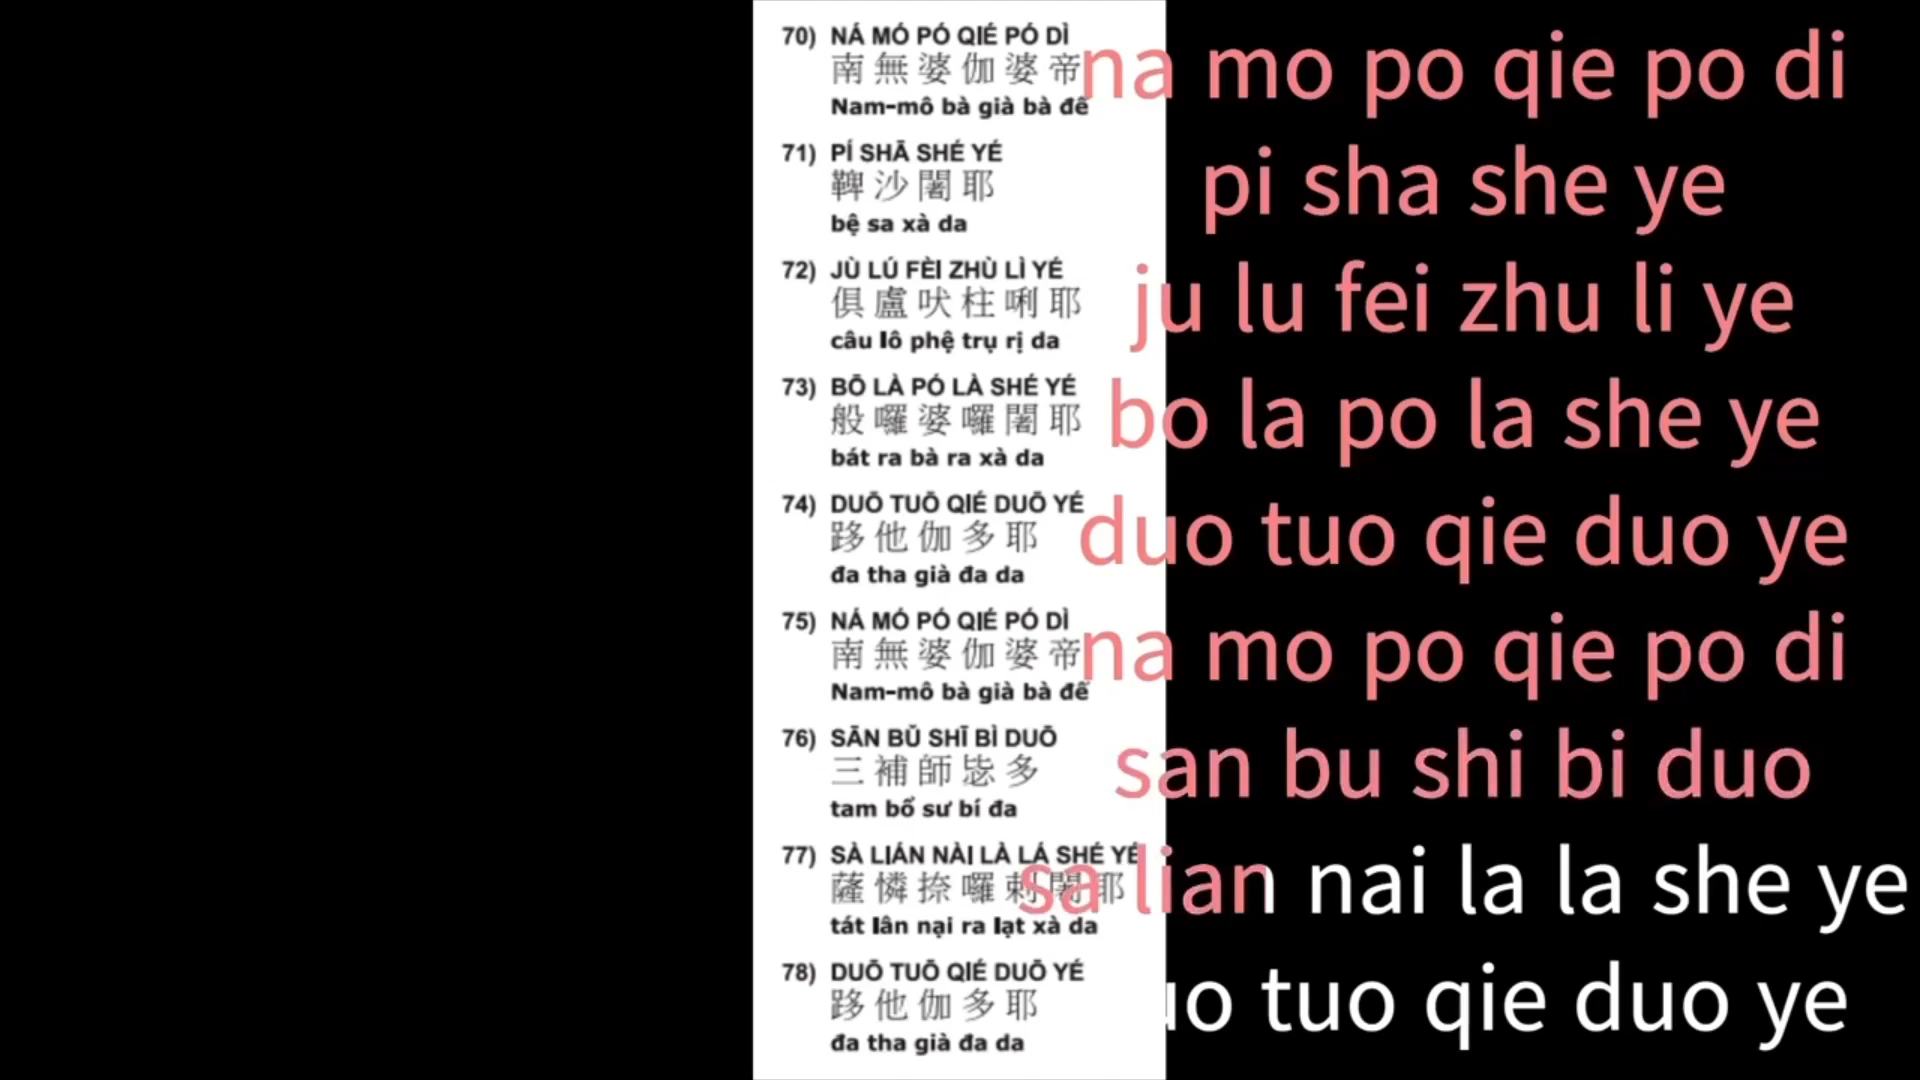 70) NÁ MÓ PÓ QIÉ PÓ DÌ
南無婆伽婆帝
Nam-mô bà già bà đế
na mo po qie po di
71) PÍ SHĀ SHÉ YÉ
鞞沙闍耶
bệ sa xà da
pi sha she ye
72) JÙ LÚ FÈI ZHÙ LÌ YÉ
俱盧吠柱唎耶
câu lô phệ trụ rị da
ju lu fei zhu li ye
73) BŌ LÀ PÓ LÀ SHÉ YÉ
般囉婆囉闍耶
bát ra bà ra xà da
bo la po la she ye
74) DUŌ TUŌ QIÉ DUŌ YÉ
跢他伽多耶
đa tha già đa da
duo tuo qie duo ye
75) NÁ MÓ PÓ QIÉ PÓ DÌ
南無婆伽婆帝
Nam-mô bà già bà đế
na mo po qie po di
76) SĀN BǓ SHĪ BÌ DUŌ
三補師毖多
tam bổ sư bí đa
san bu shi bi duo
77) SÀ LIÁN NÀI LÀ LÁ SHÉ YÉ
薩憐捺囉剌闍耶
tát lân nại ra lạt xà da
sa lian nai la la she ye
78) DUŌ TUŌ QIÉ DUŌ YÉ
跢他伽多耶
đa tha già đa da
uo tuo qie duo ye